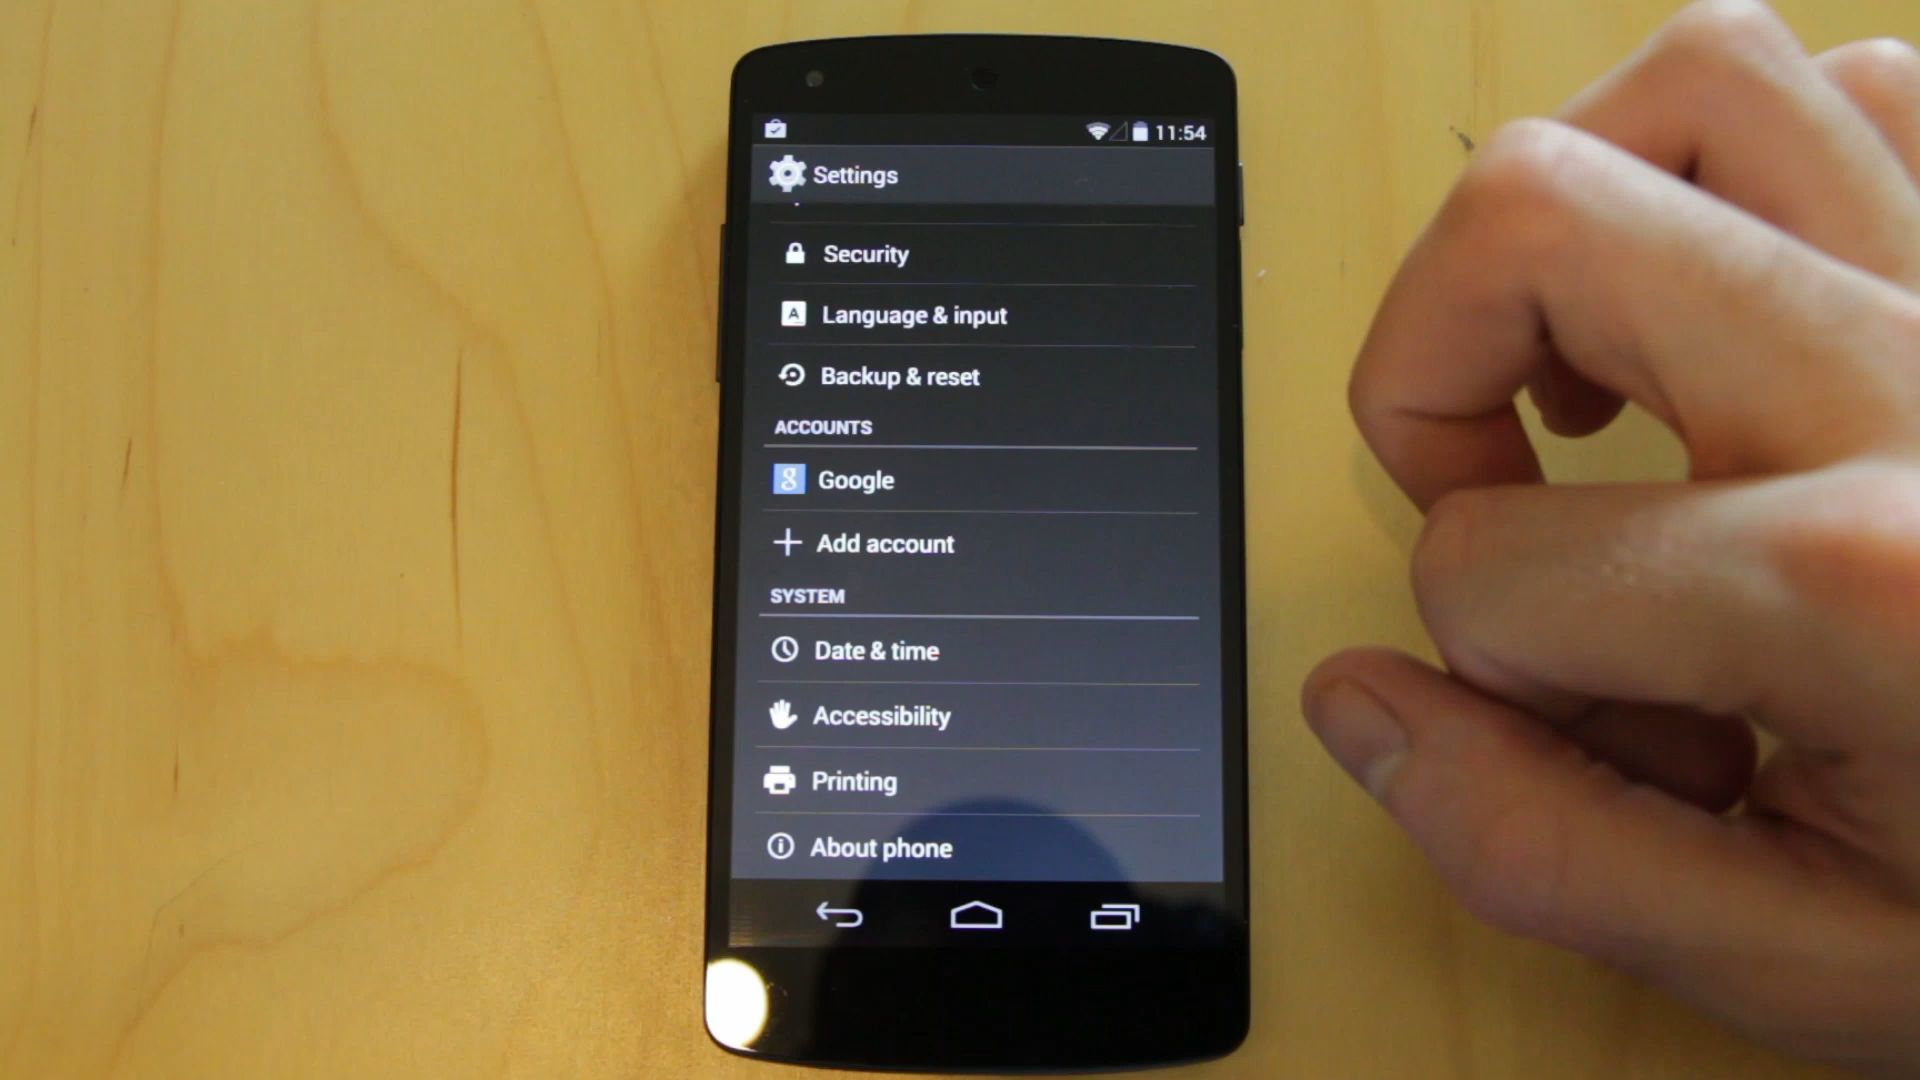 11:54
Settings
Security
A Language & input
Backup & reset
ACCOUNTS
g Google
Add account
SYSTEM
Date & time
Accessibility
Printing
About phone